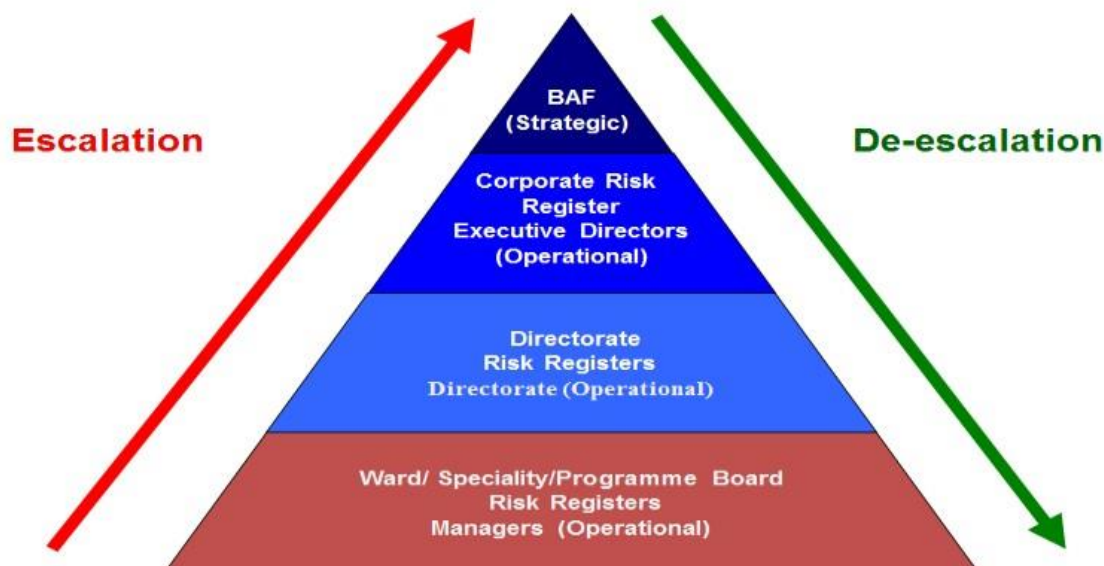 Escalation
De-escalation
BAF
(Strategic)
Corporate Risk
Register
Executive Directors
(Operational)
Directorate
Risk Registers
Directorate (Operational)
Ward/ Speciality/Programme Board
Risk Registers
Managers (Operational)